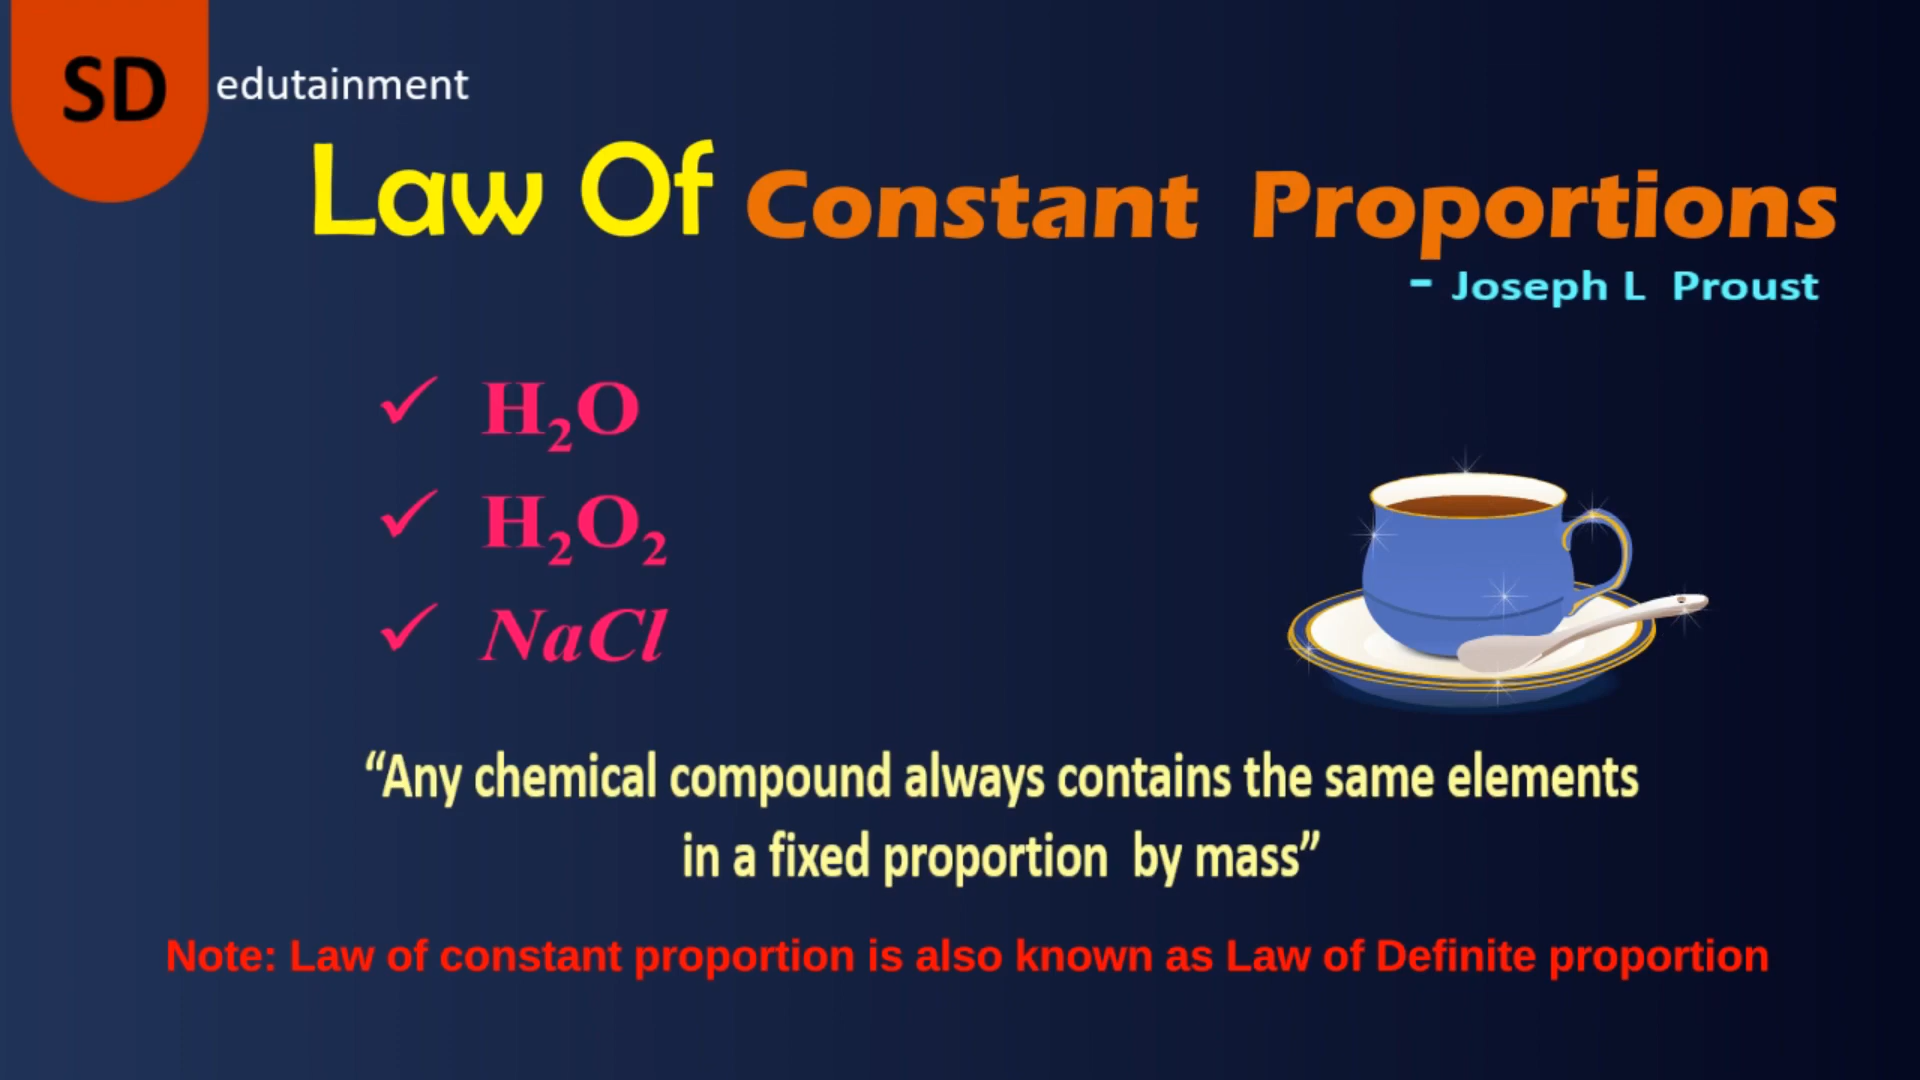 SD edutainment
Law Of Constant Proportions
- Joseph L Proust
✓ H₂O
✓ H₂O₂
✓ NaCl
“Any chemical compound always contains the same elements
in a fixed proportion by mass”
Note: Law of constant proportion is also known as Law of Definite proportion